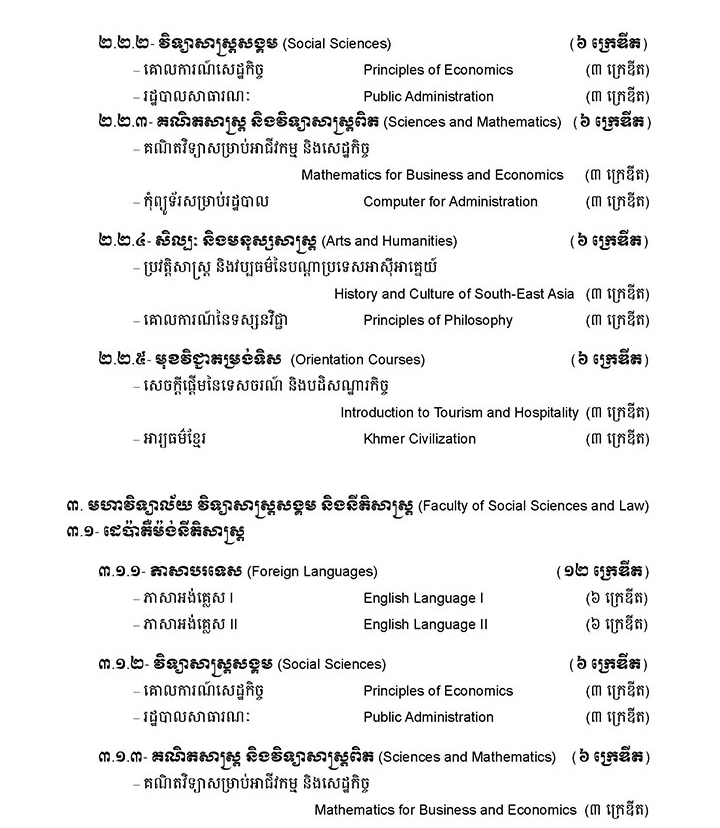 ២.២.២- វិទ្យាសាស្ត្រសង្គម (Social Sciences) (៦ ក្រេឌីត)
– គោលការណ៍សេដ្ឋកិច្ច Principles of Economics (៣ ក្រេឌីត)
– រដ្ឋបាលសាធារណៈ Public Administration (៣ ក្រេឌីត)
២.២.៣- គណិតសាស្ត្រ និងវិទ្យាសាស្ត្រពិត (Sciences and Mathematics) (៦ ក្រេឌីត)
– គណិតវិទ្យាសម្រាប់អាជីវកម្ម និងសេដ្ឋកិច្ច
Mathematics for Business and Economics (៣ ក្រេឌីត)
– កុំព្យូទ័រសម្រាប់រដ្ឋបាល Computer for Administration (៣ ក្រេឌីត)
២.២.៤- សិល្បៈ និងមនុស្សសាស្ត្រ (Arts and Humanities) (៦ ក្រេឌីត)
– ប្រវត្តិសាស្ត្រ និងវប្បធម៌នៃបណ្តាប្រទេសអាស៊ីអាគ្នេយ៍
History and Culture of South-East Asia (៣ ក្រេឌីត)
– គោលការណ៍នៃទស្សនវិជ្ជា Principles of Philosophy (៣ ក្រេឌីត)
២.២.៥- មុខវិជ្ជាតម្រង់ទិស (Orientation Courses) (៦ ក្រេឌីត)
– សេចក្តីផ្តើមនៃទេសចរណ៍ និងបដិសណ្ឋារកិច្ច
Introduction to Tourism and Hospitality (៣ ក្រេឌីត)
– អារ្យធម៌ខ្មែរ Khmer Civilization (៣ ក្រេឌីត)
៣. មហាវិទ្យាល័យ វិទ្យាសាស្ត្រសង្គម និងនីតិសាស្ត្រ (Faculty of Social Sciences and Law)
៣.១- ដេប៉ាតឺម៉ង់នីតិសាស្ត្រ
៣.១.១- ភាសាបរទេស (Foreign Languages) (១២ ក្រេឌីត)
– ភាសាអង់គ្លេស I English Language I (៦ ក្រេឌីត)
– ភាសាអង់គ្លេស II English Language II (៦ ក្រេឌីត)
៣.១.២- វិទ្យាសាស្ត្រសង្គម (Social Sciences) (៦ ក្រេឌីត)
– គោលការណ៍សេដ្ឋកិច្ច Principles of Economics (៣ ក្រេឌីត)
– រដ្ឋបាលសាធារណៈ Public Administration (៣ ក្រេឌីត)
៣.១.៣- គណិតសាស្ត្រ និងវិទ្យាសាស្ត្រពិត (Sciences and Mathematics) (៦ ក្រេឌីត)
– គណិតវិទ្យាសម្រាប់អាជីវកម្ម និងសេដ្ឋកិច្ច
Mathematics for Business and Economics (៣ ក្រេឌីត)